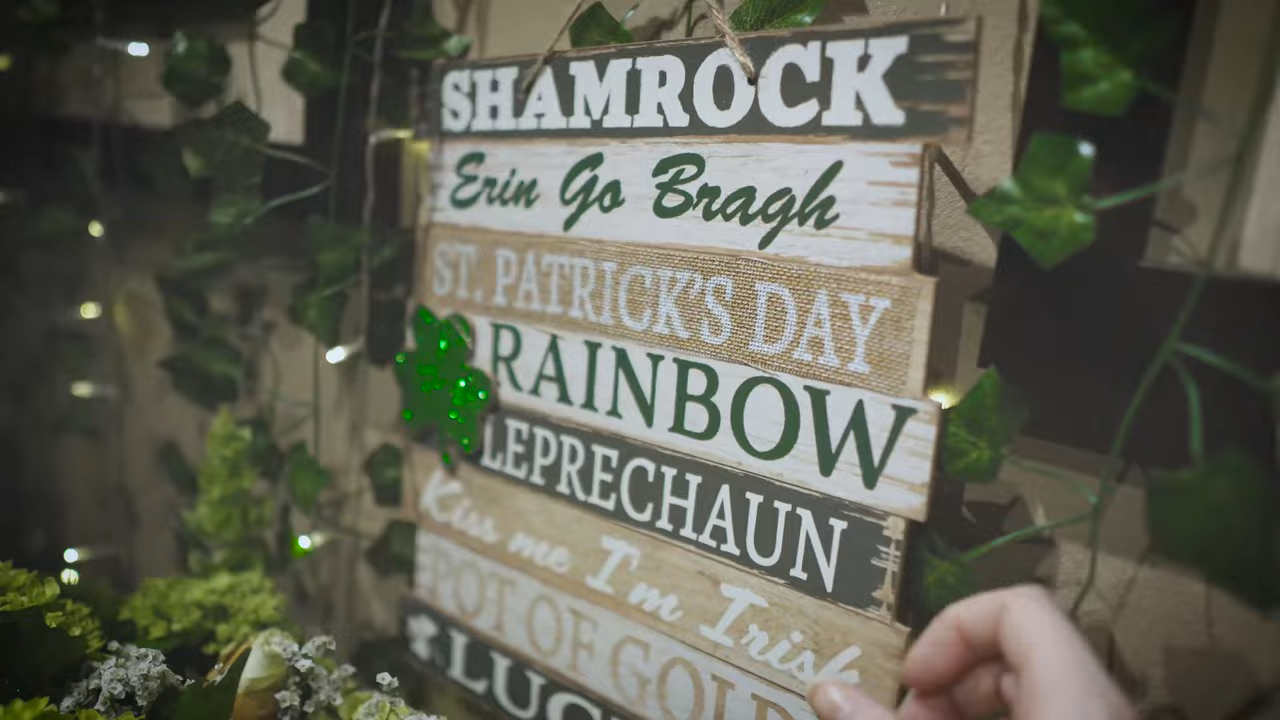 SHAMROCK
Erin Go Bragh
ST. PATRICK'S DAY
RAINBOW
LEPRECHAUN
Kiss me I'm Irish
POT OF GOLD